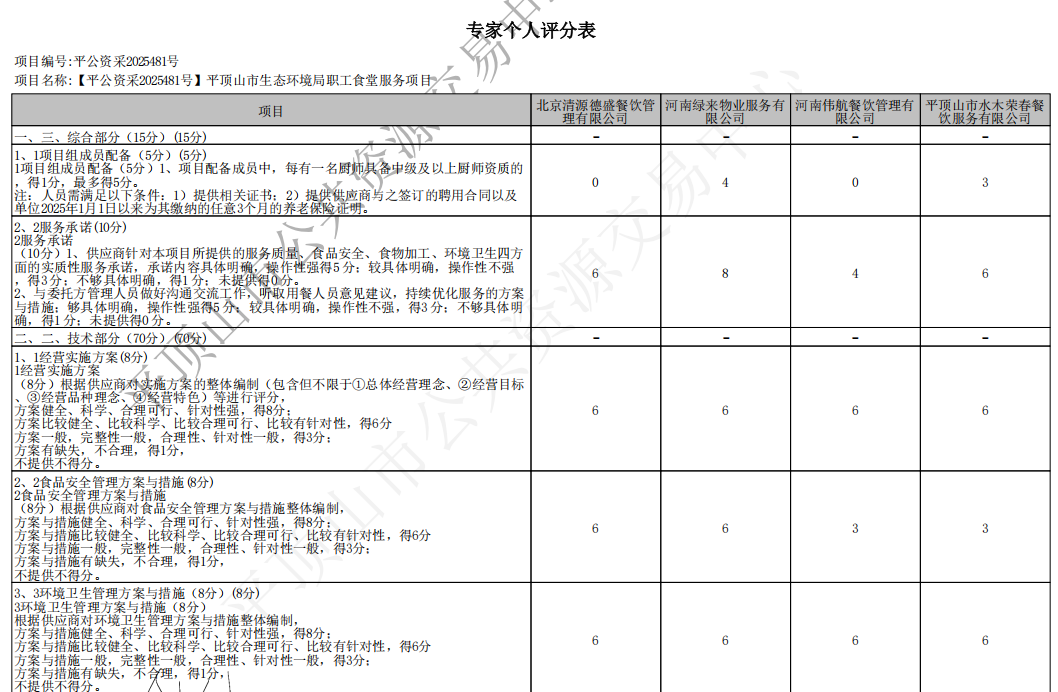 专家个人评分表
项目编号:平公资采2025481号
项目名称:【平公资采2025481号】平顶山市生态环境局职工食堂服务项目
项目
北京清源德盛餐饮管
理有限公司
河南绿来物业服务有
限公司
河南伟航餐饮管理有
限公司
平顶山市水木荣春餐
饮服务有限公司
一、三、综合部分（15分）(15分)
－ － － －
1、1项目组成员配备（5分）(5分)
1项目组成员配备（5分）1、项目配备成员中，每有一名厨师具备中级及以上厨师资质的
，得1分，最多得5分。
注：人员需满足以下条件：1）提供相关证书；2）提供供应商与之签订的聘用合同以及
单位2025年1月1日以来为其缴纳的任意3个月的养老保险证明。
0 4 0 3
2、2服务承诺(10分)
2服务承诺
（10分）1、供应商针对本项目所提供的服务质量、食品安全、食物加工、环境卫生四方
面的实质性服务承诺，承诺内容具体明确，操作性强得5分；较具体明确，操作性不强
，得3分；不够具体明确，得1分；未提供得0分。
2、与委托方管理人员做好沟通交流工作，听取用餐人员意见建议，持续优化服务的方案
与措施；够具体明确，操作性强得5分；较具体明确，操作性不强，得3分；不够具体明
确，得1分；未提供得0分。
6 8 4 6
二、二、技术部分（70分）(70分)
－ － － －
1、1经营实施方案(8分)
1经营实施方案
（8分）根据供应商对实施方案的整体编制（包含但不限于①总体经营理念、②经营目标
、③经营品种理念、④经营特色）等进行评分，
方案健全、科学、合理可行、针对性强，得8分；
方案比较健全、比较科学、比较合理可行、比较有针对性，得6分
方案一般，完整性一般，合理性、针对性一般，得3分；
方案有缺失，不合理，得1分，
不提供不得分。
6 6 6 6
2、2食品安全管理方案与措施(8分)
2食品安全管理方案与措施
（8分）根据供应商对食品安全管理方案与措施整体编制，
方案与措施健全、科学、合理可行、针对性强，得8分；
方案与措施比较健全、比较科学、比较合理可行、比较有针对性，得6分
方案与措施一般，完整性一般，合理性、针对性一般，得3分；
方案与措施有缺失，不合理，得1分，
不提供不得分。
6 6 3 3
3、3环境卫生管理方案与措施（8分）(8分)
3环境卫生管理方案与措施（8分）
根据供应商对环境卫生管理方案与措施整体编制，
方案与措施健全、科学、合理可行、针对性强，得8分；
方案与措施比较健全、比较科学、比较合理可行、比较有针对性，得6分
方案与措施一般，完整性一般，合理性、针对性一般，得3分；
方案与措施有缺失，不合理，得1分，
不提供不得分。
6 6 6 6
平顶山市公共资源交易中
平顶山市公共资源交易中心